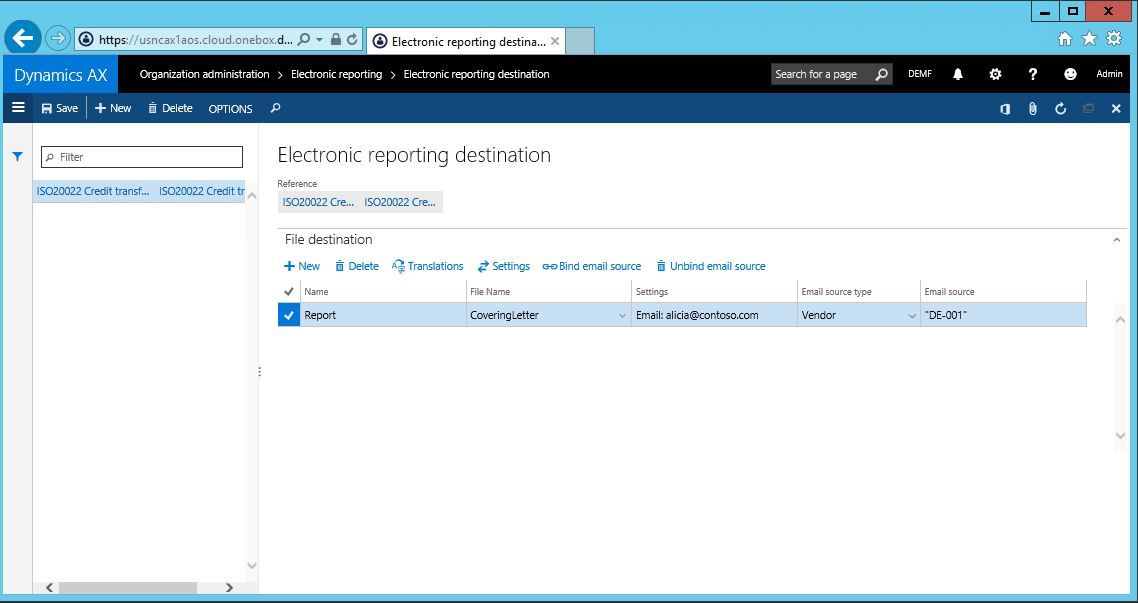 https://usncax1aos.cloud.onebox.d...
Electronic reporting destina...
Dynamics AX
Organization administration > Electronic reporting > Electronic reporting destination
Search for a page
DEMF
?
Admin
Save
New
Delete
OPTIONS
Filter
ISO20022 Credit transf... ISO20022 Credit tr
Electronic reporting destination
Reference
ISO20022 Cre... ISO20022 Cre...
File destination
New
Delete
Translations
Settings
Bind email source
Unbind email source
Name File Name Settings Email source type Email source
Report CoveringLetter Email: alicia@contoso.com Vendor "DE-001"